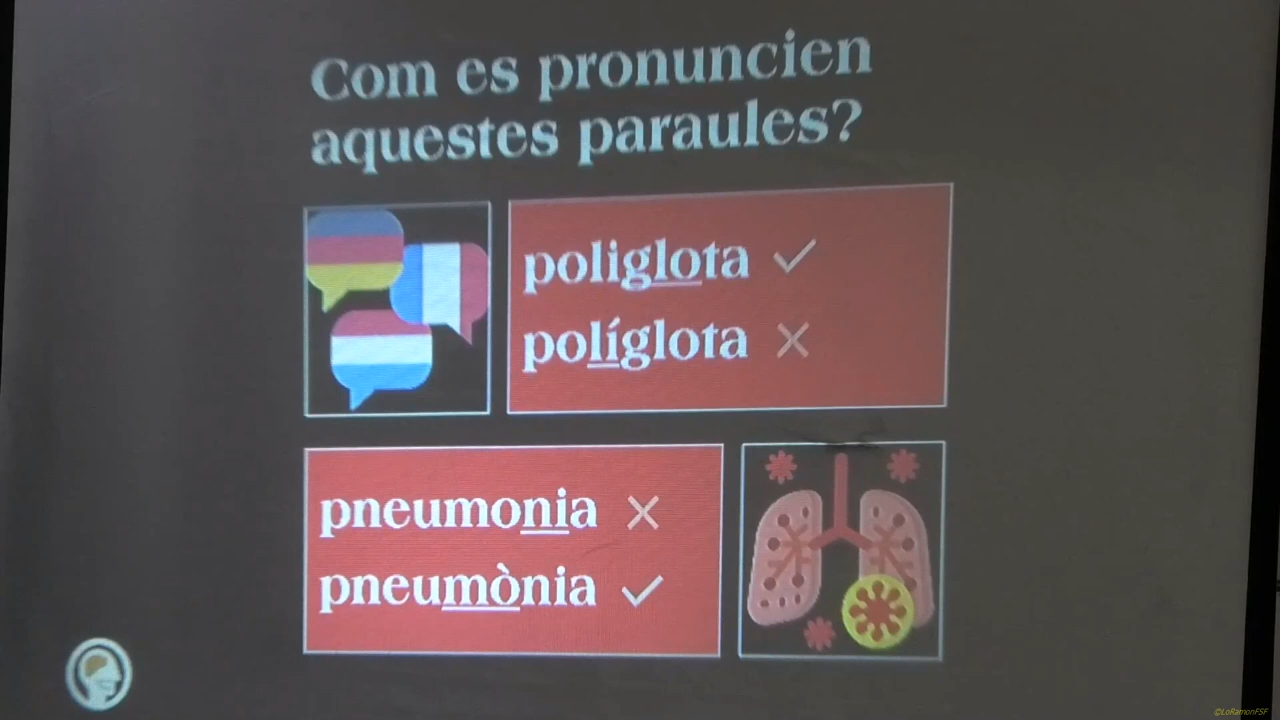 Com es pronuncien
aquestes paraules?
poliglota ✓
políglota ✕
pneumonia ✕
pneumònia ✓
©LoRamonFSF